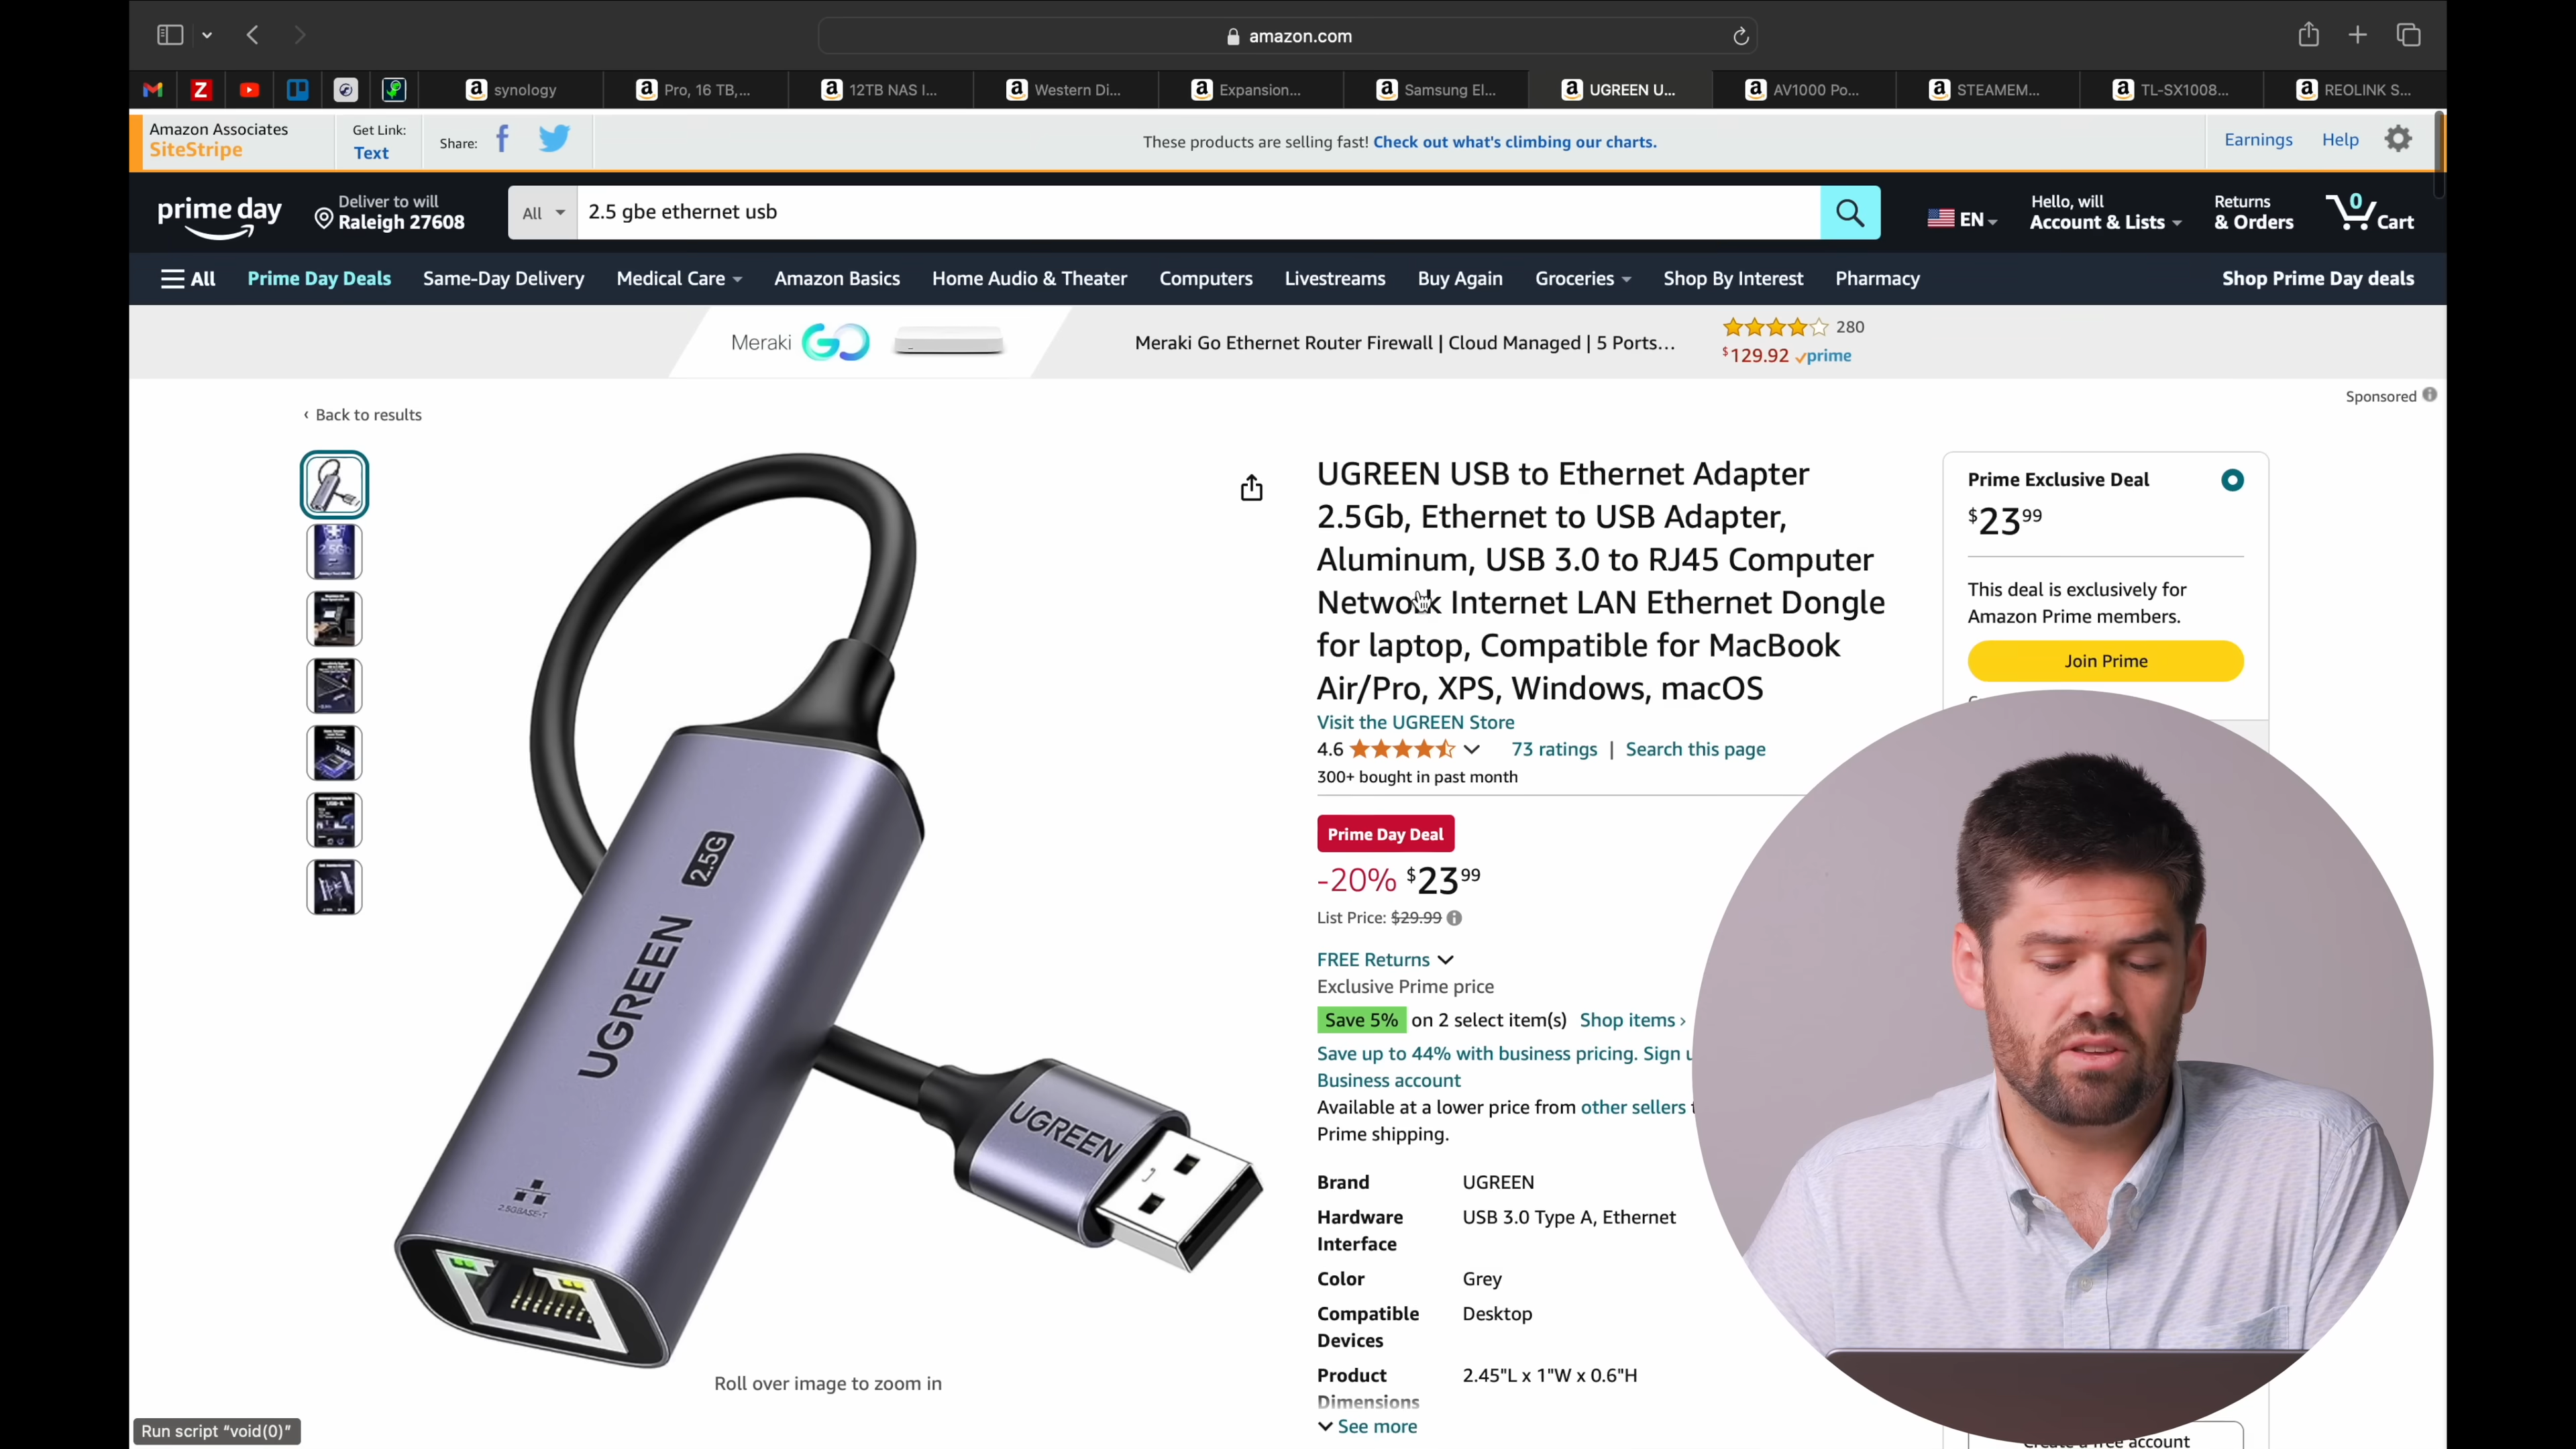 amazon.com
synology
Pro, 16 TB,...
12TB NAS I...
Western Di...
Expansion...
Samsung El...
UGREEN U...
AV1000 Po...
STEAMEM...
TL-SX1008...
REOLINK S...
Amazon Associates
SiteStripe
Get Link:
Text
Share:
These products are selling fast! Check out what's climbing our charts.
Earnings
Help
prime day
Deliver to will
Raleigh 27608
All
2.5 gbe ethernet usb
EN
Hello, will
Account & Lists
Returns
& Orders
0
Cart
All
Prime Day Deals
Same-Day Delivery
Medical Care
Amazon Basics
Home Audio & Theater
Computers
Livestreams
Buy Again
Groceries
Shop By Interest
Pharmacy
Shop Prime Day deals
Meraki GO
Meraki Go Ethernet Router Firewall | Cloud Managed | 5 Ports...
280
$129.92 prime
Sponsored
‹ Back to results
UGREEN USB to Ethernet Adapter
2.5Gb, Ethernet to USB Adapter,
Aluminum, USB 3.0 to RJ45 Computer
Network Internet LAN Ethernet Dongle
for laptop, Compatible for MacBook
Air/Pro, XPS, Windows, macOS
Visit the UGREEN Store
4.6
73 ratings | Search this page
300+ bought in past month
Prime Day Deal
-20% $23 99
List Price: $29.99
FREE Returns
Exclusive Prime price
Save 5% on 2 select item(s) Shop items ›
Save up to 44% with business pricing. Sign
Business account
Available at a lower price from other sellers
Prime shipping.
Brand UGREEN
Hardware Interface USB 3.0 Type A, Ethernet
Color Grey
Compatible Devices Desktop
Product Dimensions 2.45"L x 1"W x 0.6"H
See more
Prime Exclusive Deal
$23 99
This deal is exclusively for
Amazon Prime members.
Join Prime
2.5G
UGREEN
2.5GBASE-T
UGREEN
2.5Gb
Roll over image to zoom in
Run script "void(0)"
account